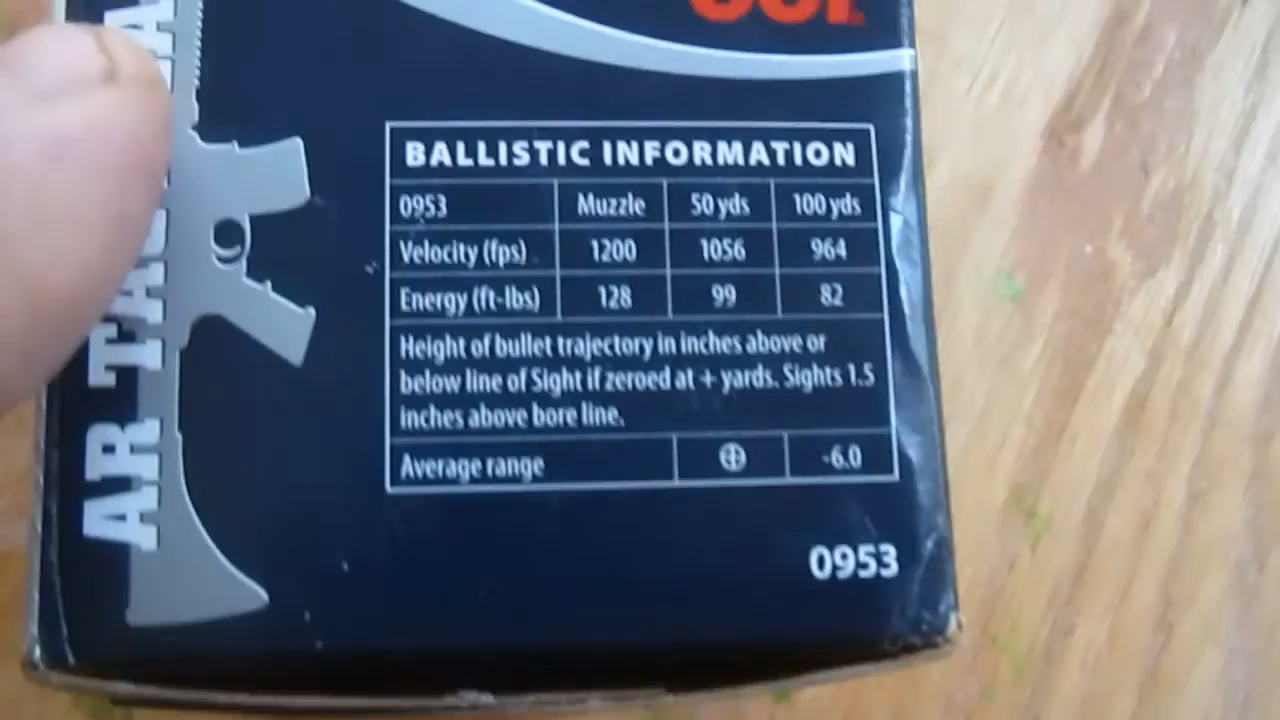 CCI
BALLISTIC INFORMATION
0953 Muzzle 50 yds 100 yds
Velocity (fps) 1200 1056 964
Energy (ft-lbs) 128 99 82
Height of bullet trajectory in inches above or
below line of Sight if zeroed at + yards. Sights 1.5
inches above bore line.
Average range ⊕ -6.0
0953
AR